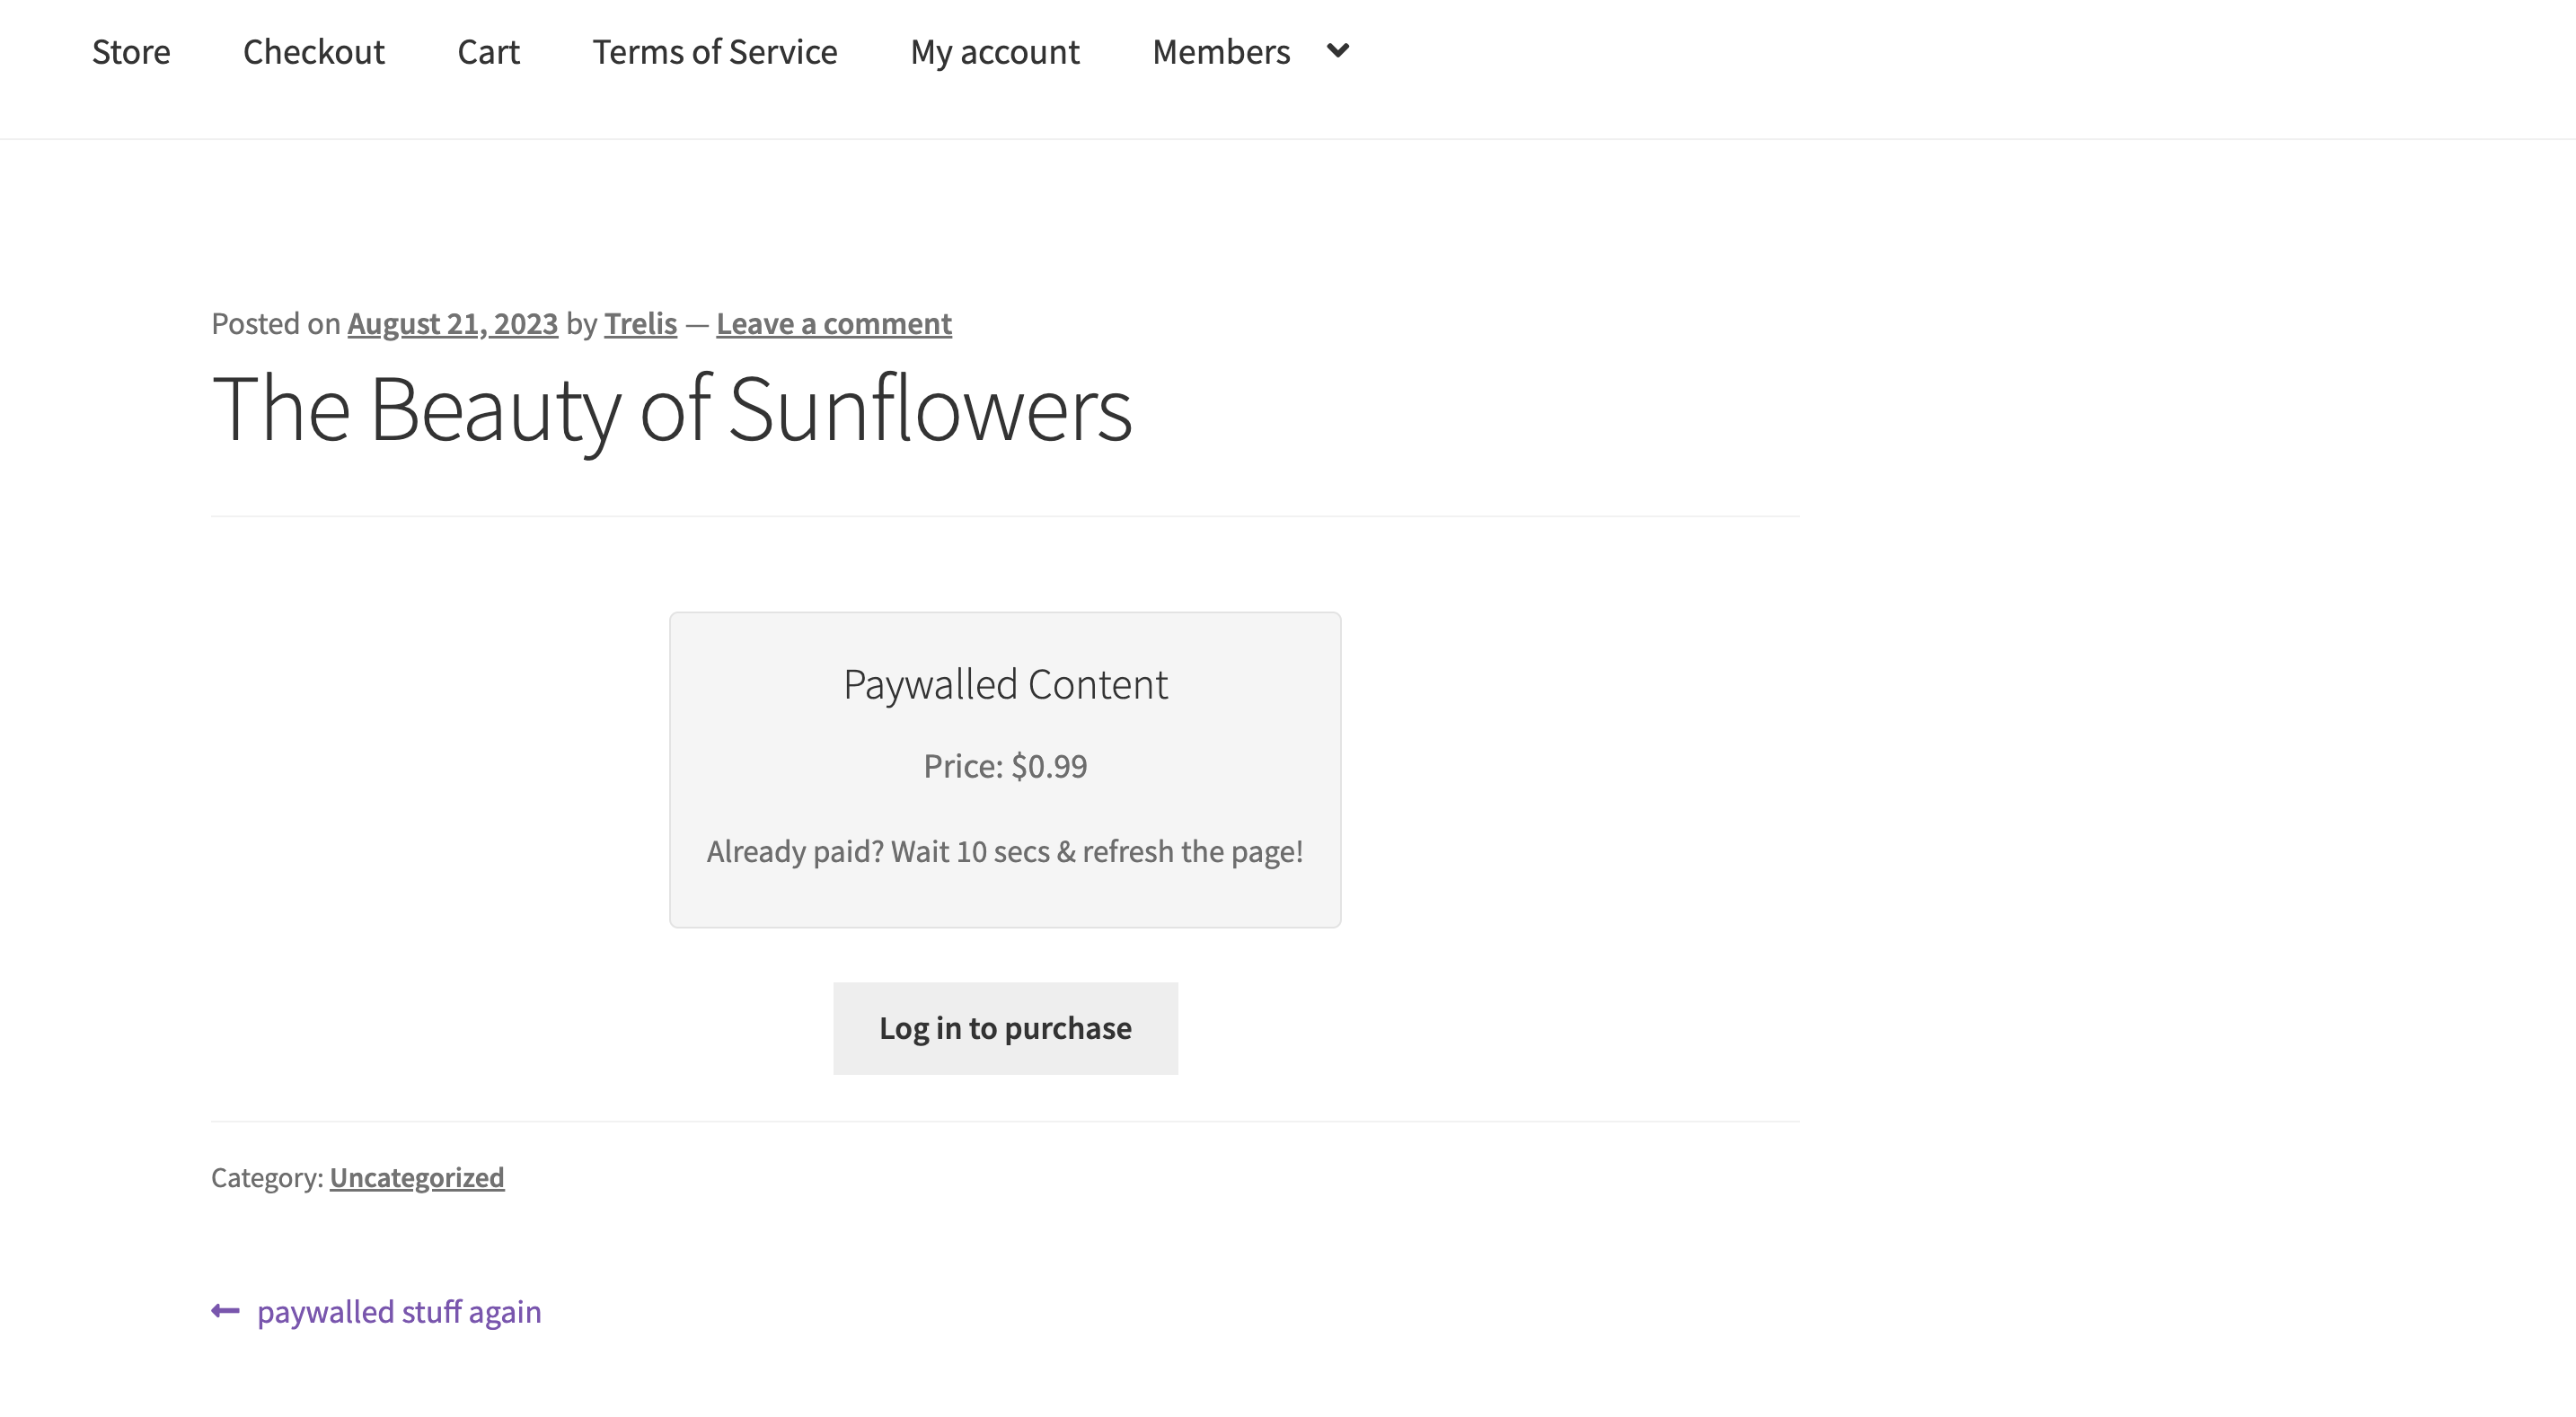 Store Checkout Cart Terms of Service My account Members
Posted on August 21, 2023 by Trelis — Leave a comment
The Beauty of Sunflowers
Paywalled Content
Price: $0.99
Already paid? Wait 10 secs & refresh the page!
Log in to purchase
Category: Uncategorized
paywalled stuff again